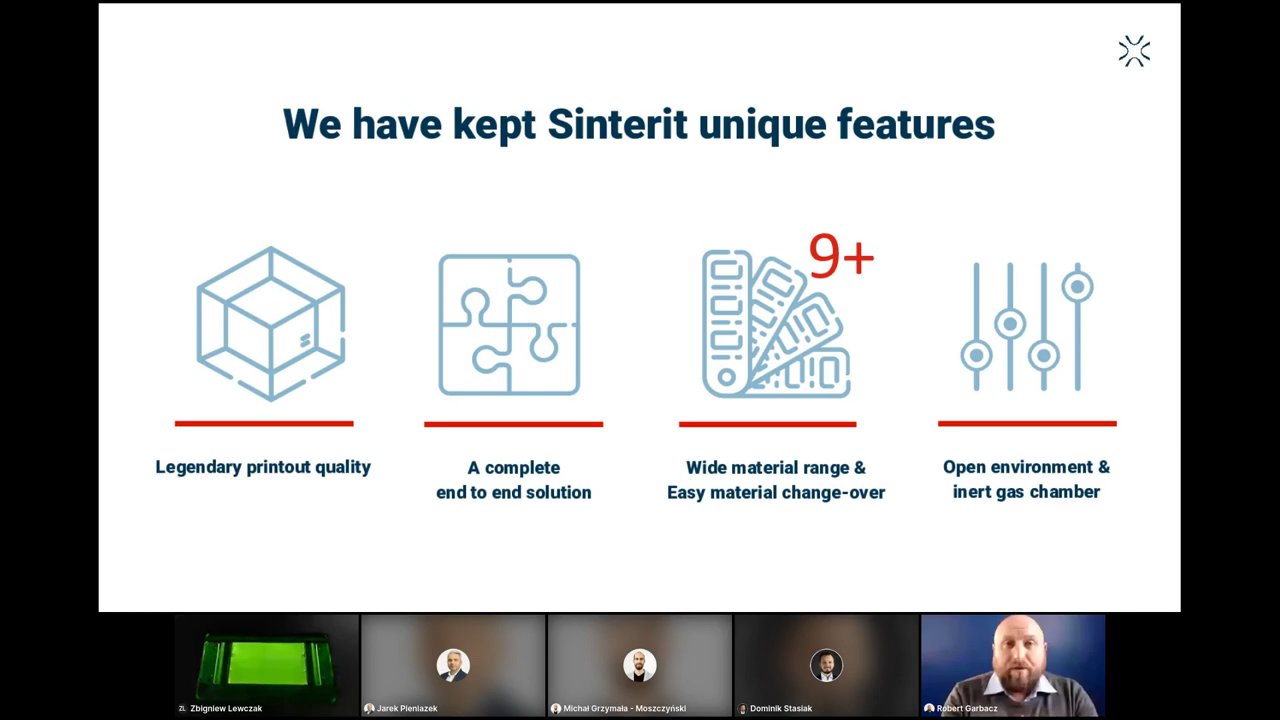 We have kept Sinterit unique features
9+
Legendary printout quality
A complete
end to end solution
Wide material range &
Easy material change-over
Open environment &
inert gas chamber
ZL Zbigniew Lewczak
Jarek Pieniazek
Michał Grzymała - Moszczyński
Dominik Stasiak
Robert Garbacz